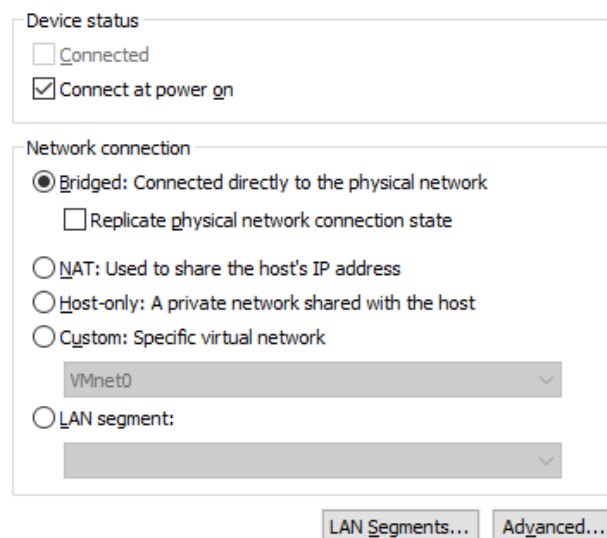 Device status
Connected
Connect at power on
Network connection
Bridged: Connected directly to the physical network
Replicate physical network connection state
NAT: Used to share the host's IP address
Host-only: A private network shared with the host
Custom: Specific virtual network
VMnet0
LAN segment:
LAN Segments... Advanced...